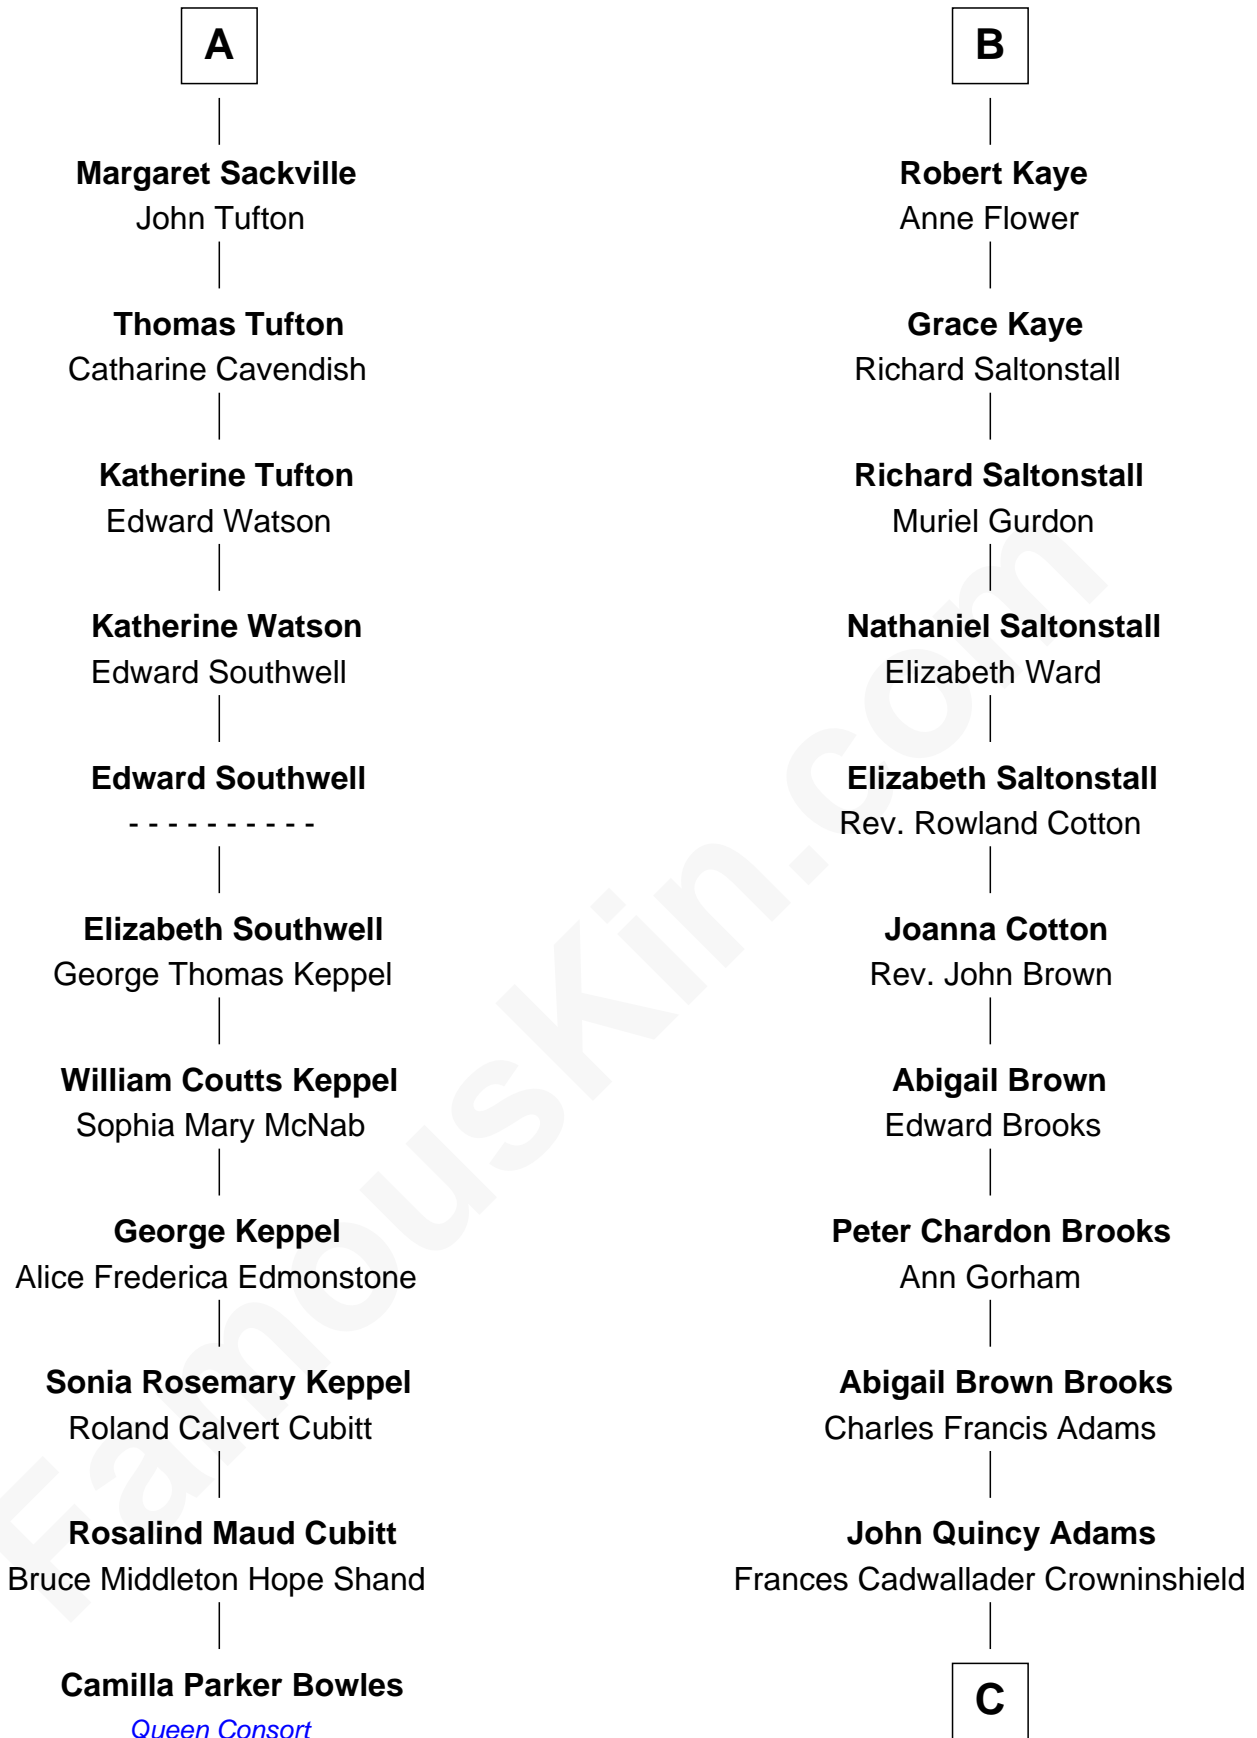 A
Margaret Sackville
John Tufton
Thomas Tufton
Catharine Cavendish
Katherine Tufton
Edward Watson
Katherine Watson
Edward Southwell
Edward Southwell
- - - - - - - - - -
Elizabeth Southwell
George Thomas Keppel
William Coutts Keppel
Sophia Mary McNab
George Keppel
Alice Frederica Edmonstone
Sonia Rosemary Keppel
Roland Calvert Cubitt
Rosalind Maud Cubitt
Bruce Middleton Hope Shand
Camilla Parker Bowles
Queen Consort
B
Robert Kaye
Anne Flower
Grace Kaye
Richard Saltonstall
Richard Saltonstall
Muriel Gurdon
Nathaniel Saltonstall
Elizabeth Ward
Elizabeth Saltonstall
Rev. Rowland Cotton
Joanna Cotton
Rev. John Brown
Abigail Brown
Edward Brooks
Peter Chardon Brooks
Ann Gorham
Abigail Brown Brooks
Charles Francis Adams
John Quincy Adams
Frances Cadwallader Crowninshield
C
FamousKin.com